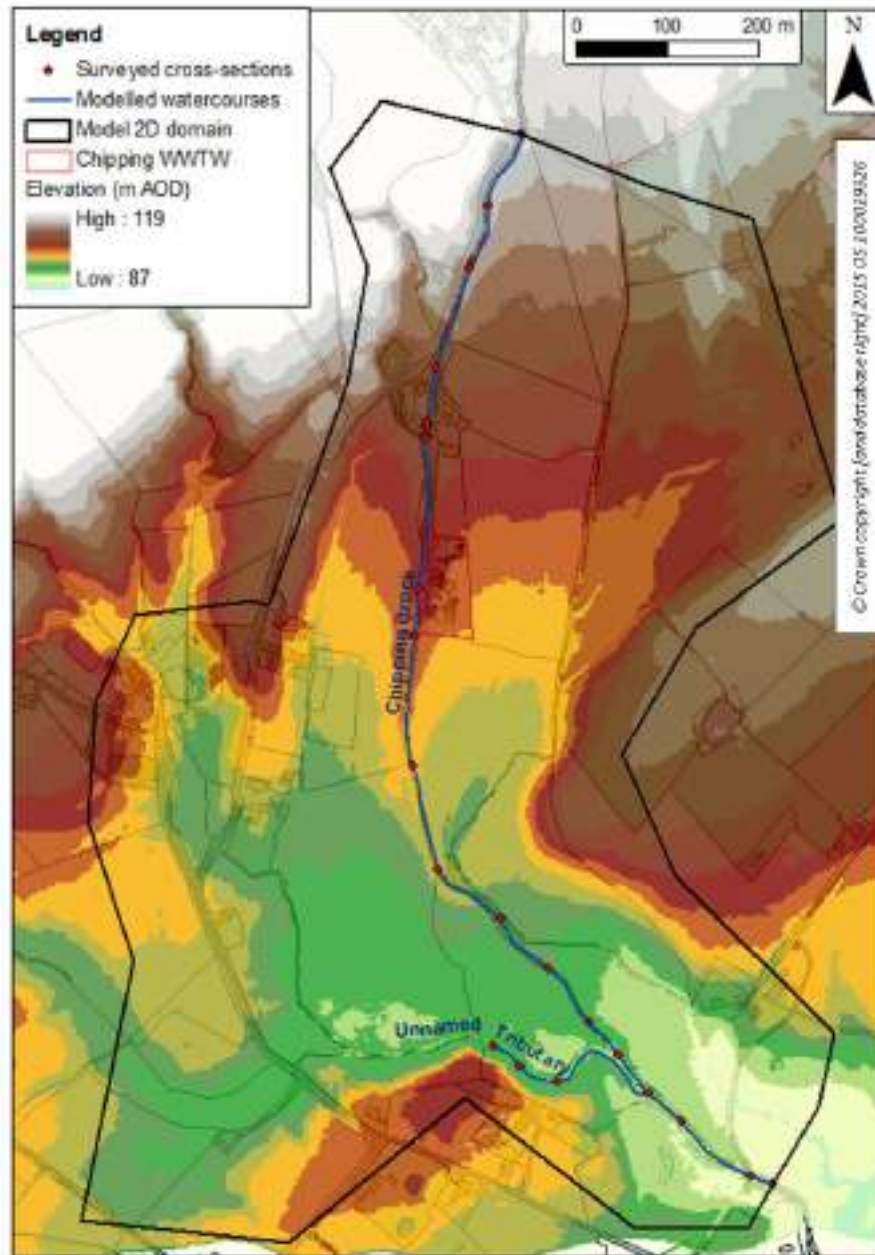 Legend
Surveyed cross-sections
Modelled watercourses
Model 2D domain
Chipping WWTW
Elevation (m AOD)
High : 119
Low : 87
0 100 200 m
N
© Crown copyright [and database right] 2015 OS 100019326
Chipping Brook
Unnamed Tributary